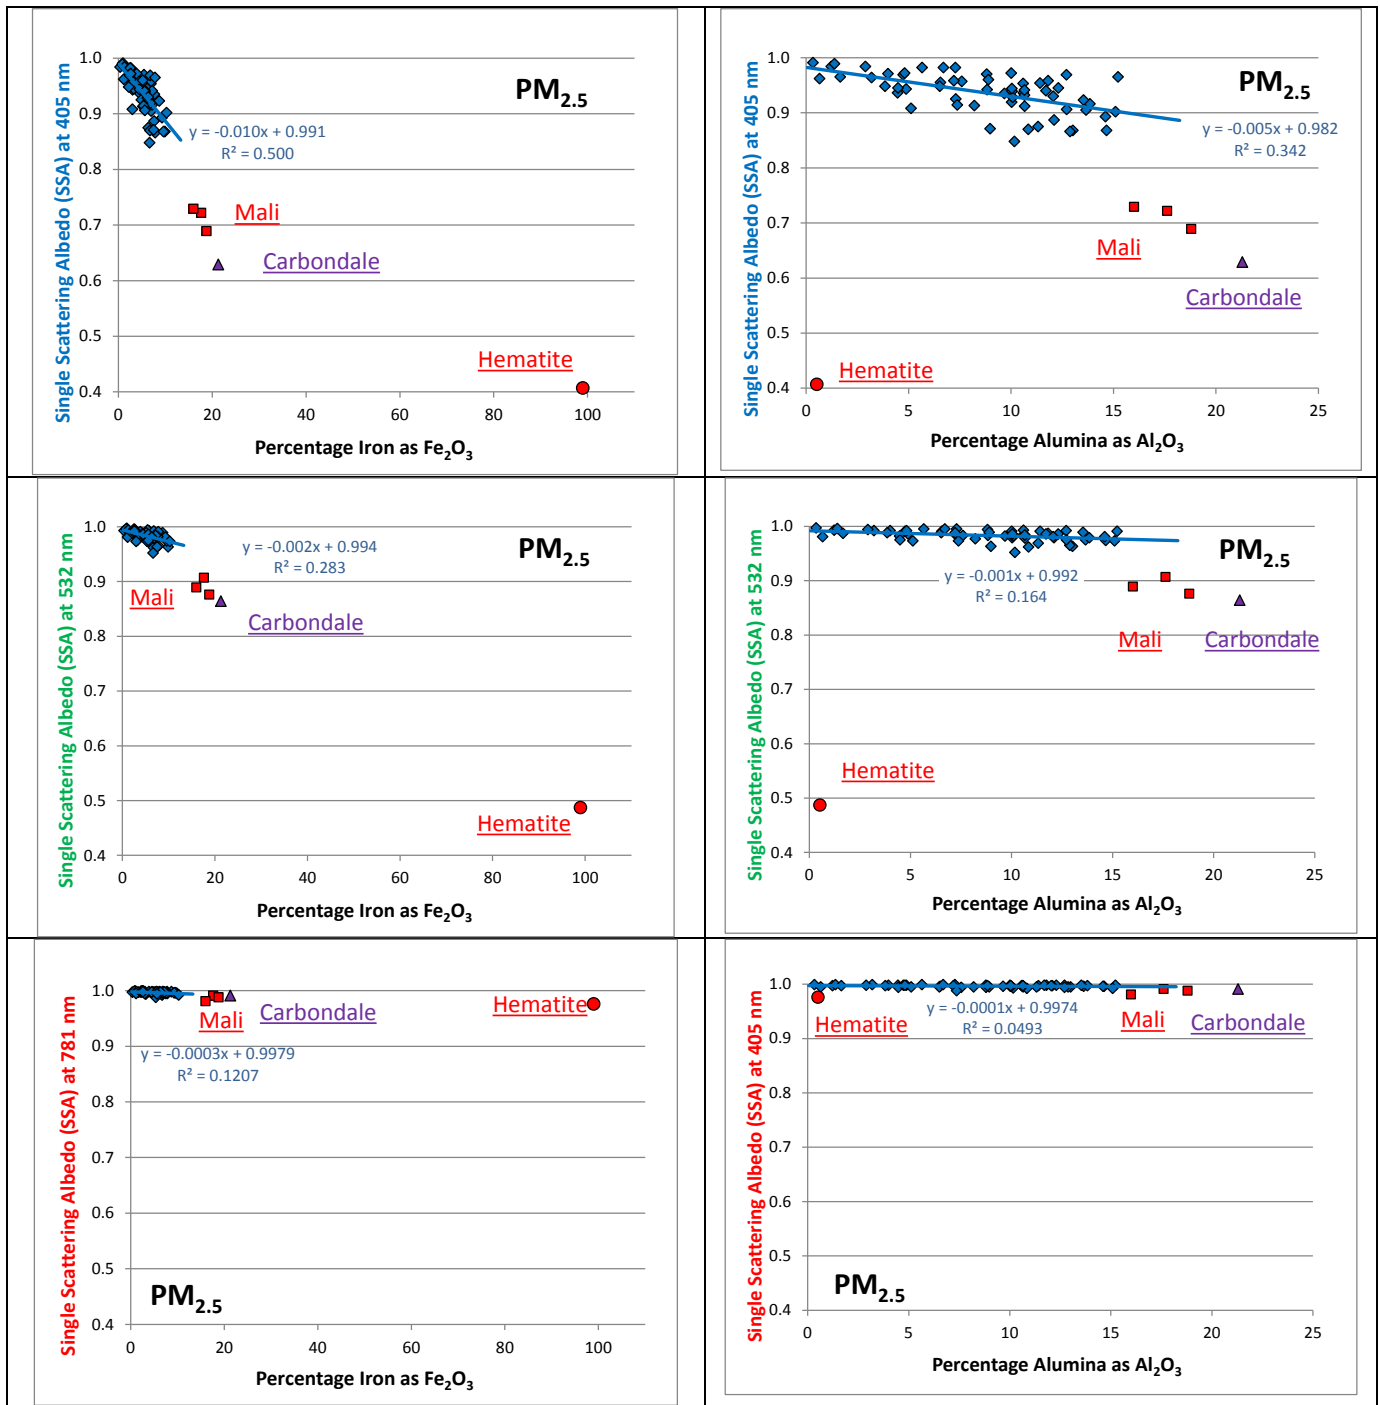 Single Scattering Albedo (SSA) at 405 nm
1.0
0.9
0.8
0.7
0.6
0.5
0.4
0
20
40
60
80
100
PM2.5
y = -0.010x + 0.991
R² = 0.500
Mali
Carbondale
Hematite
Percentage Iron as Fe2O3
Single Scattering Albedo (SSA) at 405 nm
1.0
0.9
0.8
0.7
0.6
0.5
0.4
0
5
10
15
20
25
PM2.5
y = -0.005x + 0.982
R² = 0.342
Mali
Carbondale
Hematite
Percentage Alumina as Al2O3
Single Scattering Albedo (SSA) at 532 nm
1.0
0.9
0.8
0.7
0.6
0.5
0.4
0
20
40
60
80
100
PM2.5
y = -0.002x + 0.994
R² = 0.283
Mali
Carbondale
Hematite
Percentage Iron as Fe2O3
Single Scattering Albedo (SSA) at 532 nm
1.0
0.9
0.8
0.7
0.6
0.5
0.4
0
5
10
15
20
25
PM2.5
y = -0.001x + 0.992
R² = 0.164
Mali
Carbondale
Hematite
Percentage Alumina as Al2O3
Single Scattering Albedo (SSA) at 781 nm
1.0
0.9
0.8
0.7
0.6
0.5
0.4
0
20
40
60
80
100
Mali
Carbondale
Hematite
y = -0.0003x + 0.9979
R² = 0.1207
PM2.5
Percentage Iron as Fe2O3
Single Scattering Albedo (SSA) at 405 nm
1.0
0.9
0.8
0.7
0.6
0.5
0.4
0
5
10
15
20
25
Hematite
y = -0.0001x + 0.9974
R² = 0.0493
Mali
Carbondale
PM2.5
Percentage Alumina as Al2O3